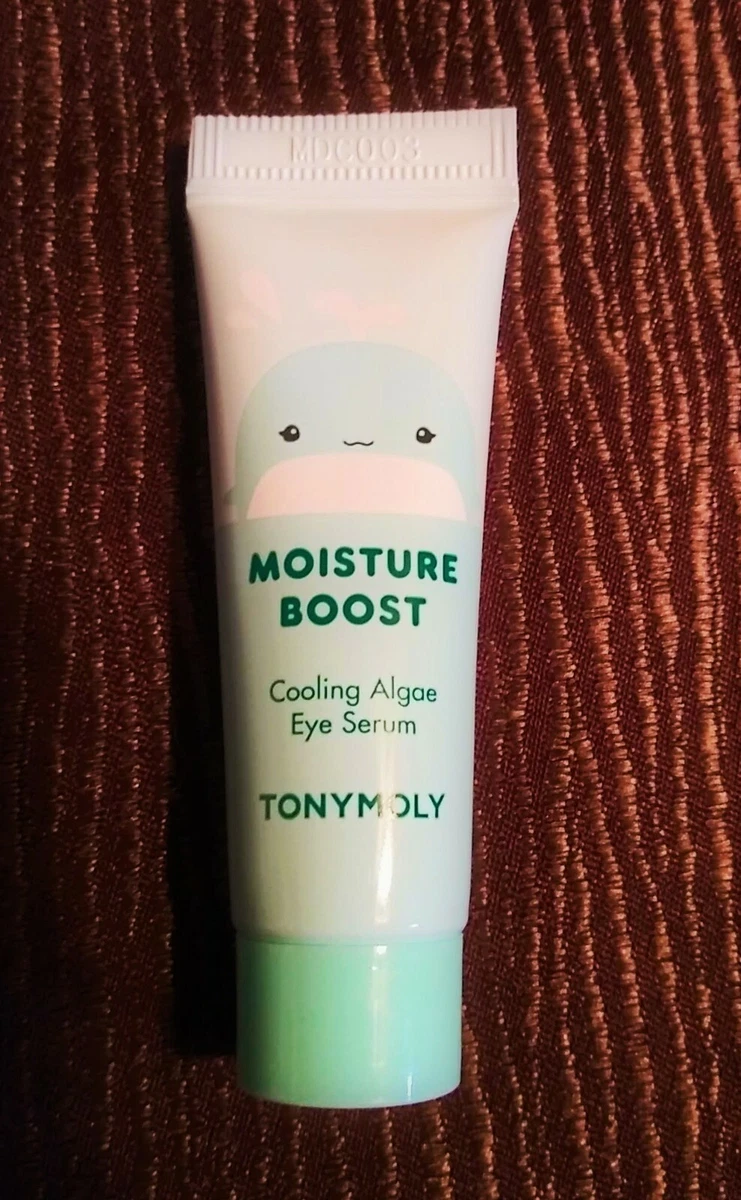 MDC003
MOISTURE
BOOST
Cooling Algae
Eye Serum
TONYMOLY